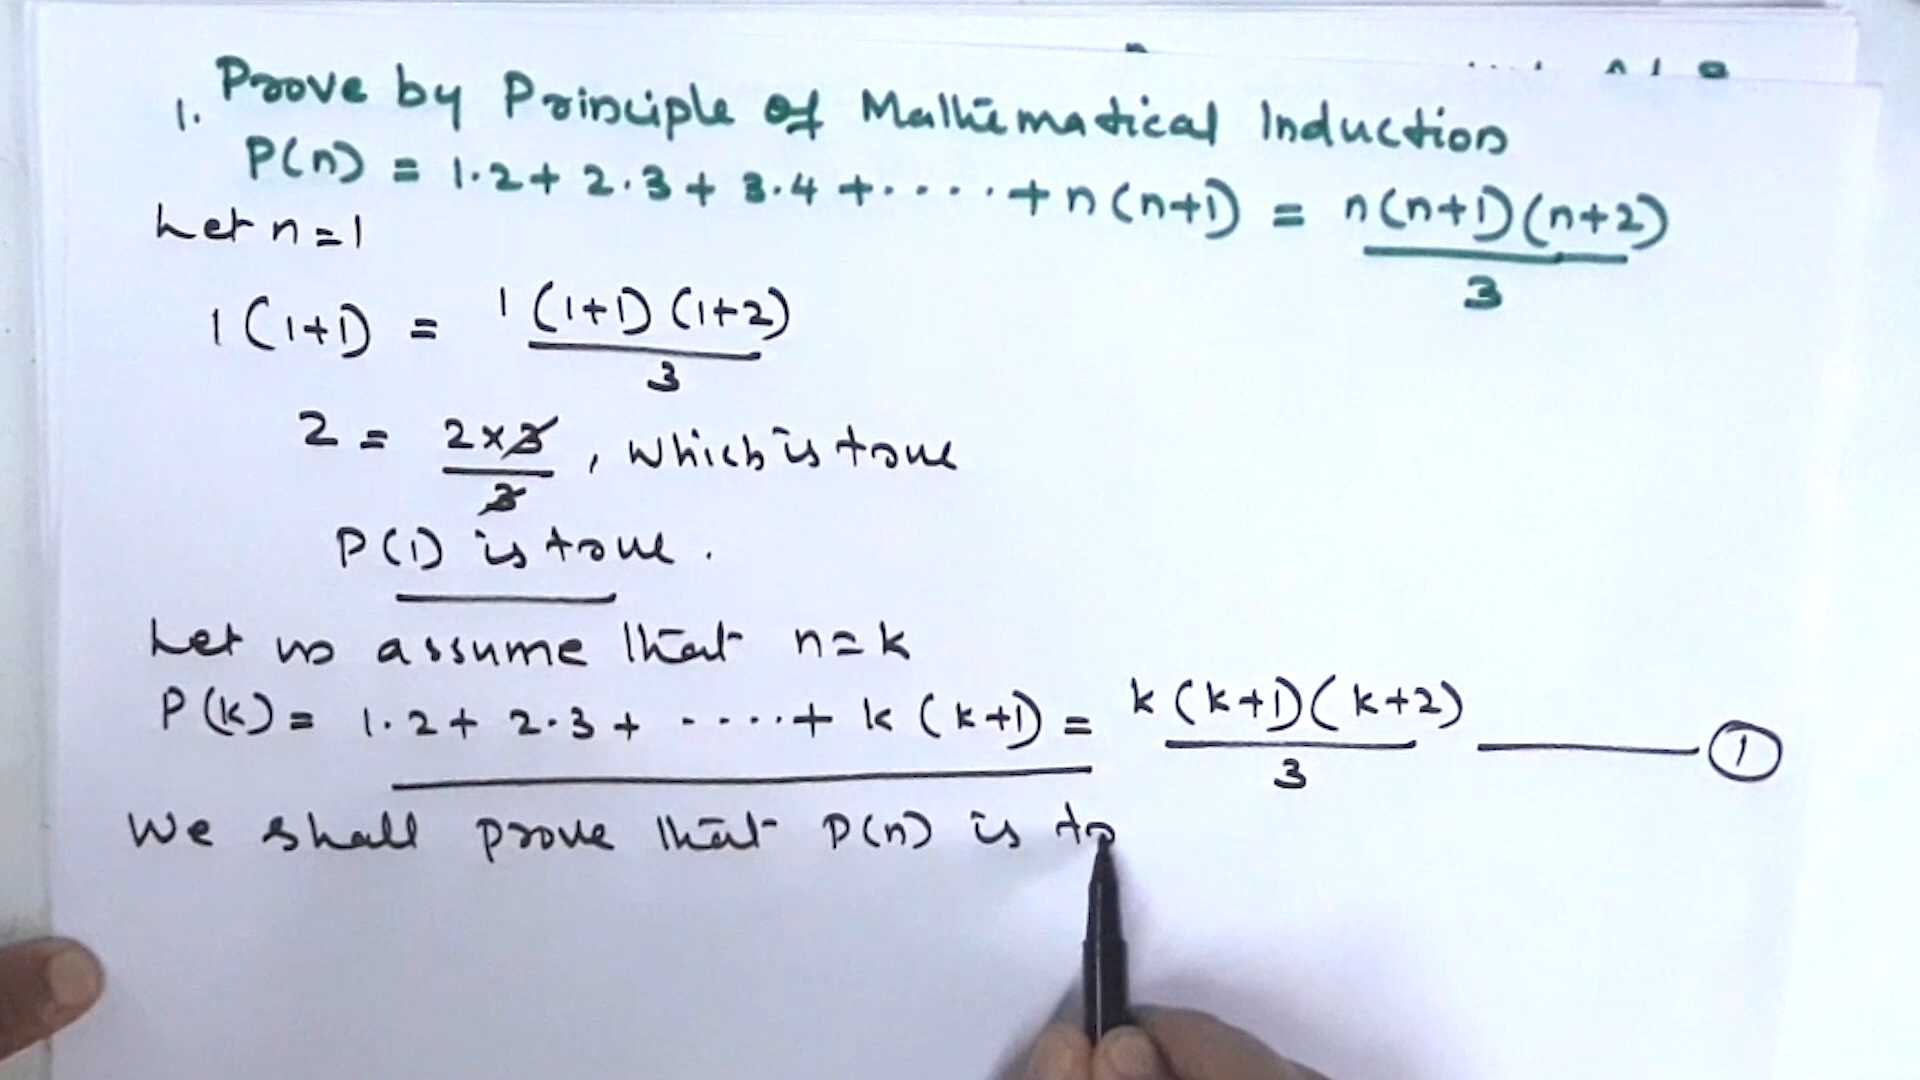 1. Prove by Principle of Mathematical Induction
P(n) = 1.2 + 2.3 + 3.4 + ..... + n(n+1) = n(n+1)(n+2) / 3
Let n=1
1(1+1) = 1(1+1)(1+2) / 3
2 = 2×3 / 3, which is true
P(1) is true.
Let us assume that n=k
P(k) = 1.2 + 2.3 + ..... + k(k+1) = k(k+1)(k+2) / 3 ——— 1
We shall prove that P(n) is tr